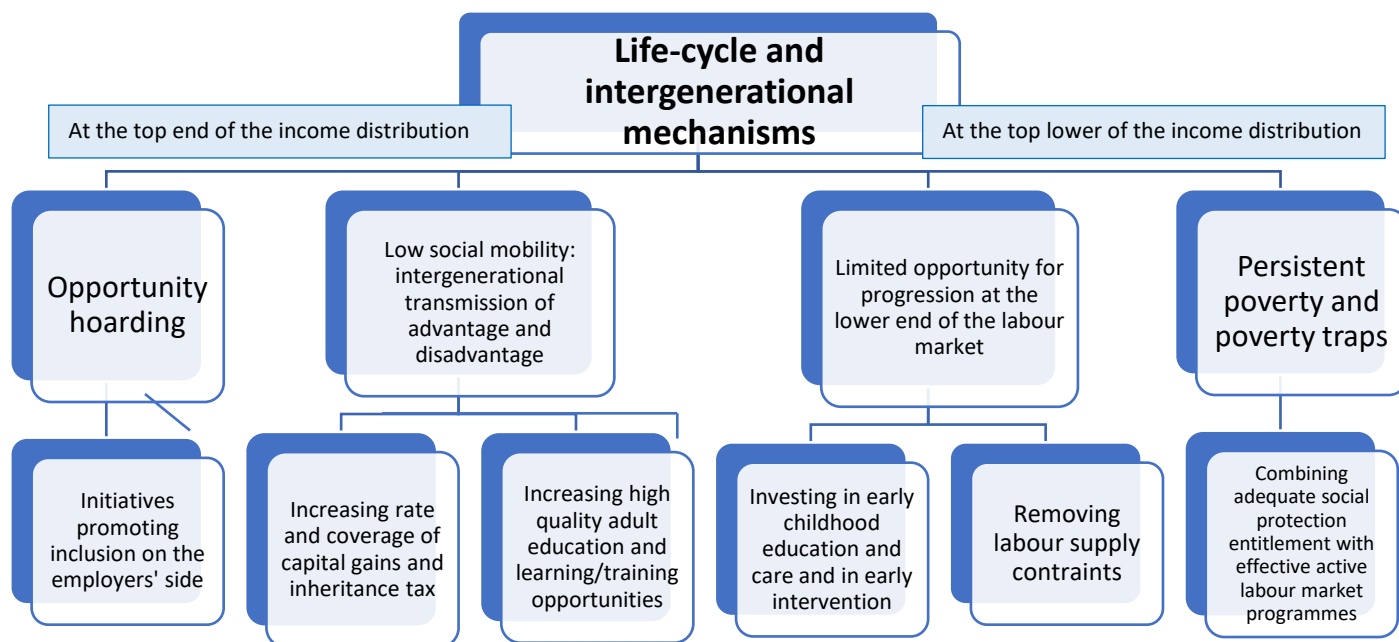 Life-cycle and
intergenerational
mechanisms
At the top end of the income distribution
At the top lower of the income distribution
Opportunity
hoarding
Low social mobility:
intergenerational
transmission of
advantage and
disadvantage
Limited opportunity for
progression at the
lower end of the labour
market
Persistent
poverty and
poverty traps
Initiatives
promoting
inclusion on the
employers' side
Increasing rate
and coverage of
capital gains and
inheritance tax
Increasing high
quality adult
education and
learning/training
opportunities
Investing in early
childhood
education and
care and in early
intervention
Removing
labour supply
contraints
Combining
adequate social
protection
entitlement with
effective active
labour market
programmes